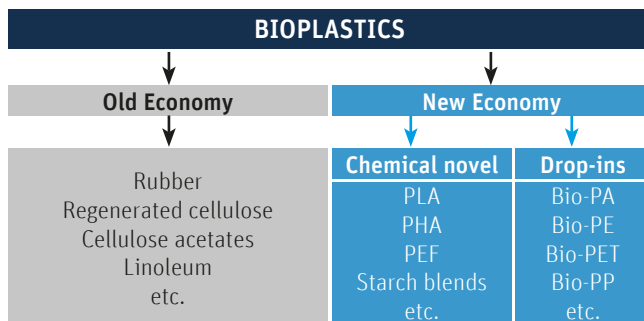 BIOPLASTICS
Old Economy
New Economy
Rubber
Regenerated cellulose
Cellulose acetates
Linoleum
etc.
Chemical novel
PLA
PHA
PEF
Starch blends
etc.
Drop-ins
Bio-PA
Bio-PE
Bio-PET
Bio-PP
etc.